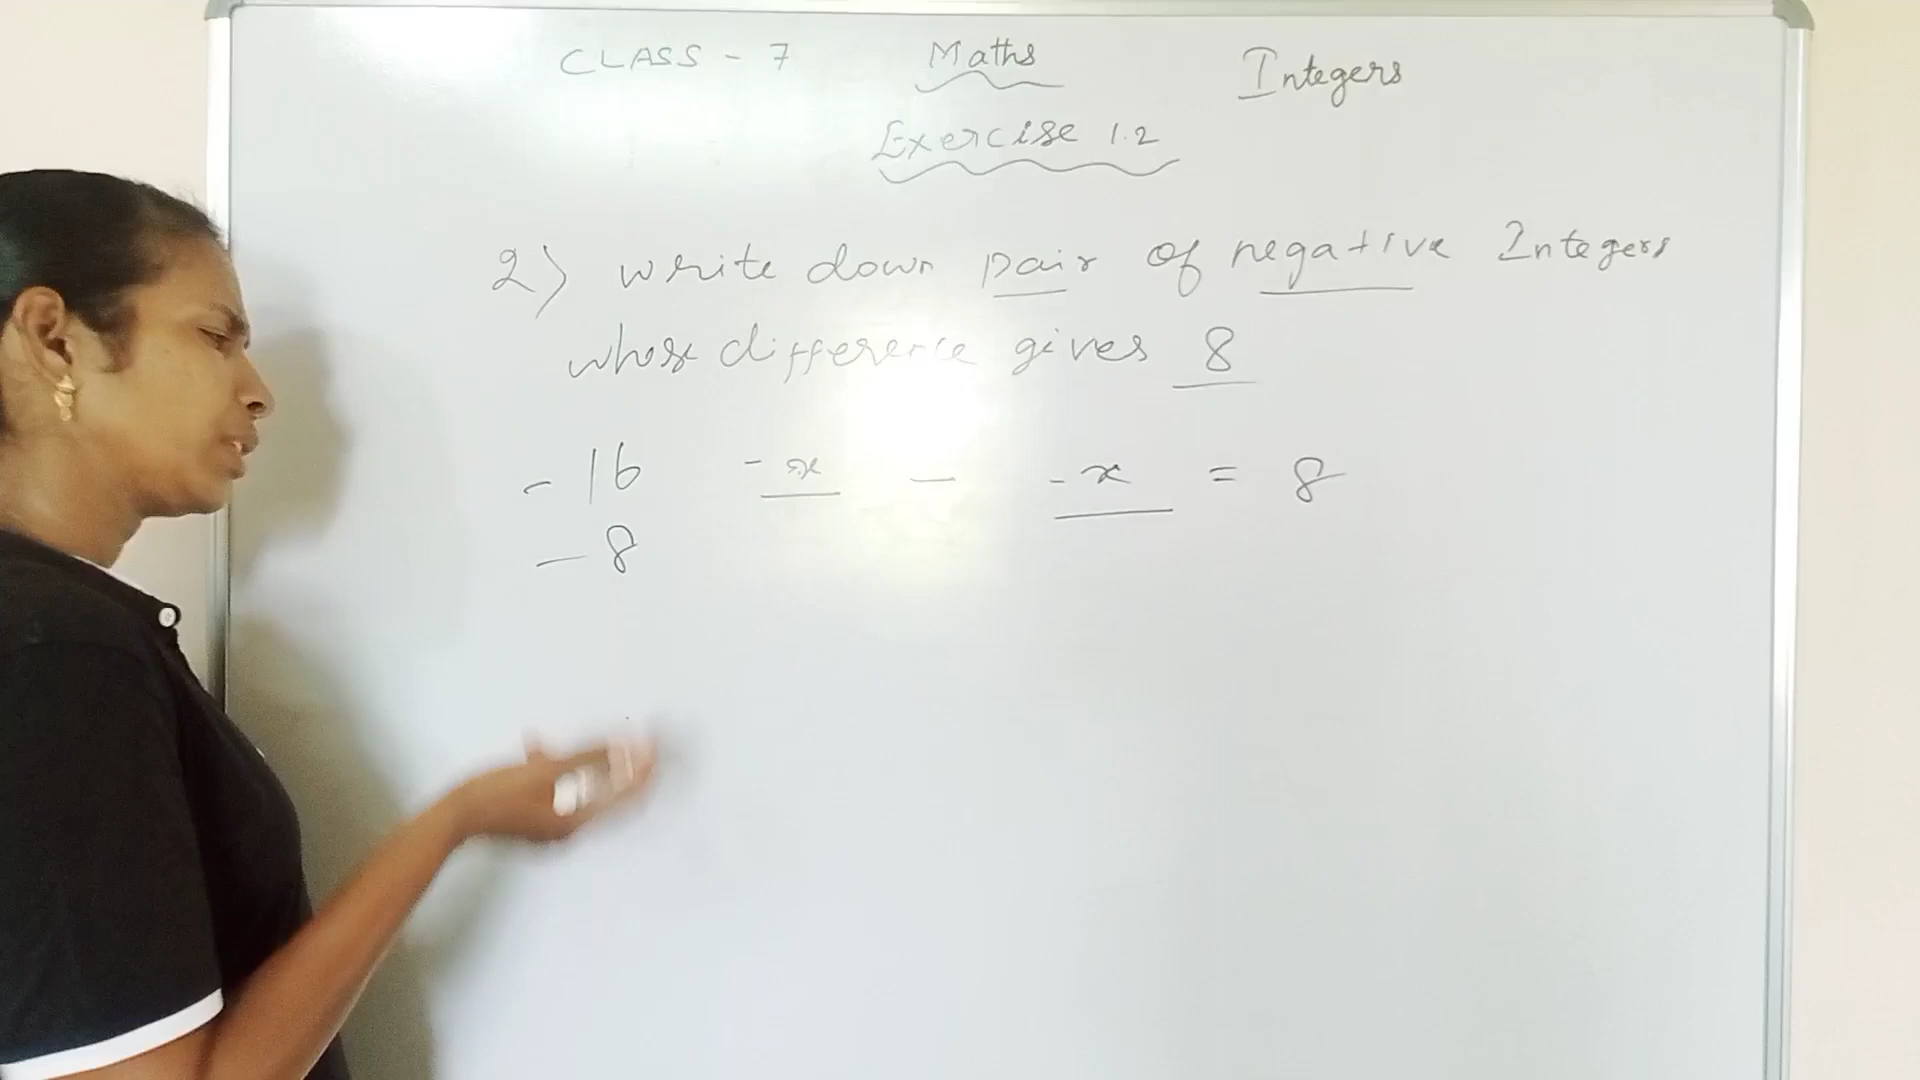 CLASS - 7 Maths Integers
Exercise 1.2
2) write down pair of negative Integers
whose difference gives 8
- 16 - x — - x = 8
— 8